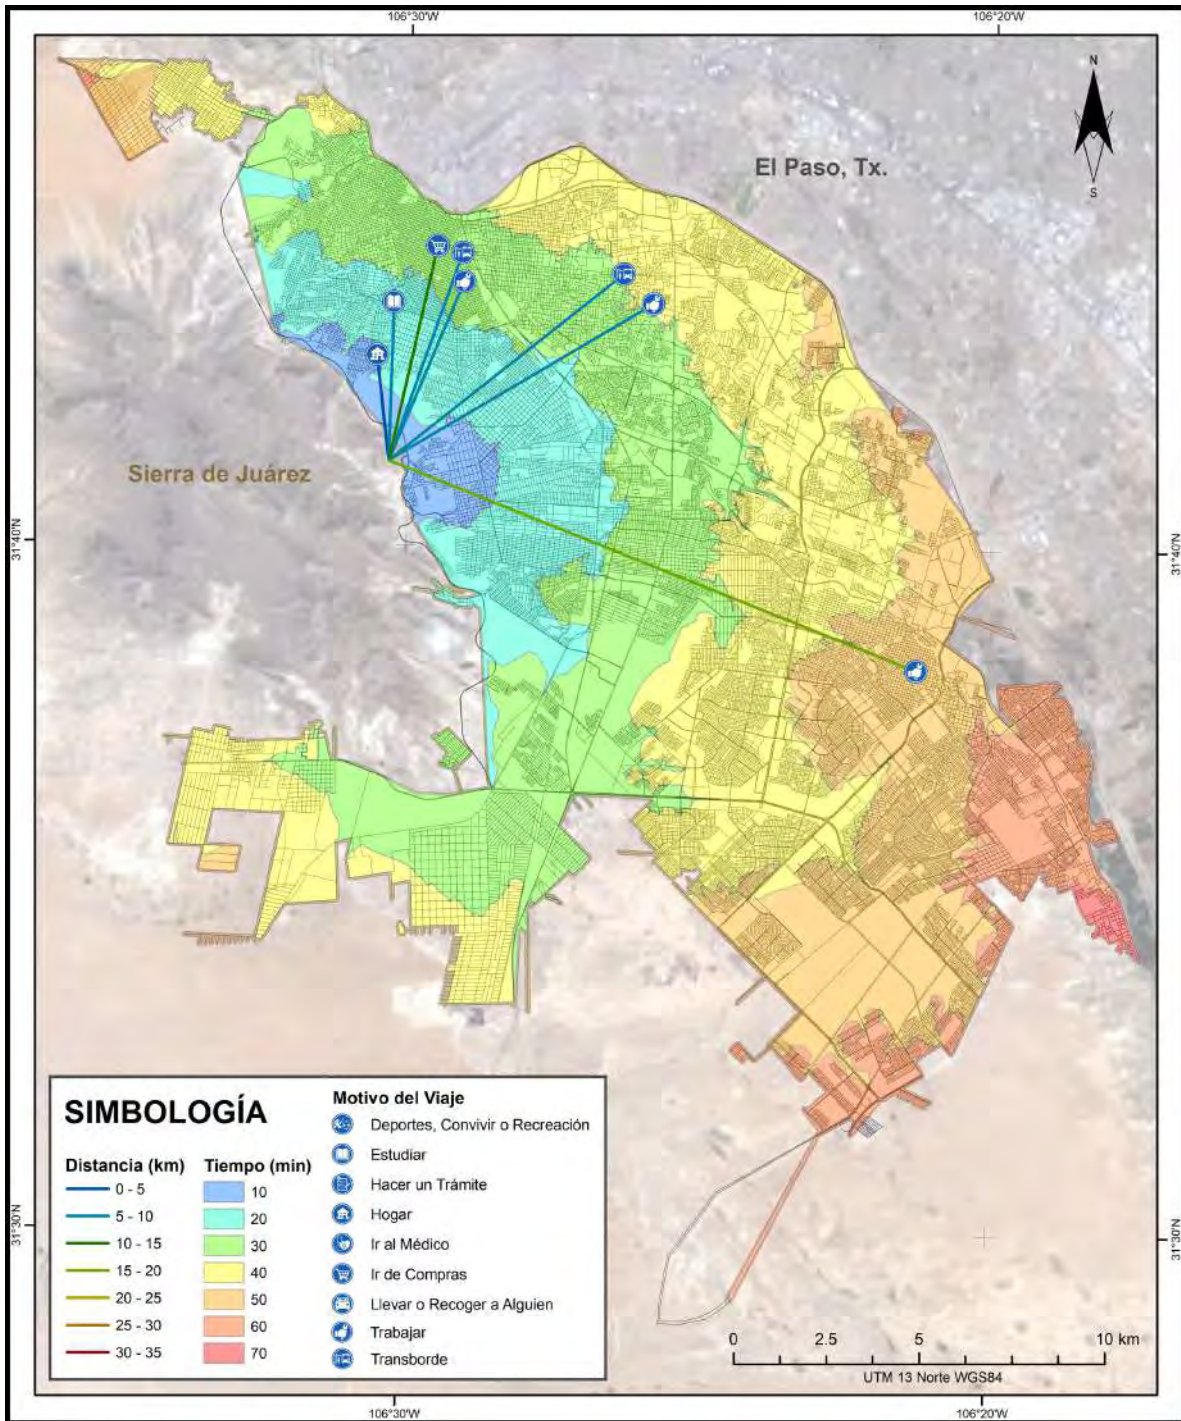 106°30'W
106°20'W
N
S
El Paso, Tx.
Sierra de Juárez
31°40'N
31°40'N
31°30'N
31°30'N
SIMBOLOGÍA
Distancia (km)
0 - 5
5 - 10
10 - 15
15 - 20
20 - 25
25 - 30
30 - 35
Tiempo (min)
10
20
30
40
50
60
70
Motivo del Viaje
Deportes, Convivir o Recreación
Estudiar
Hacer un Trámite
Hogar
Ir al Médico
Ir de Compras
Llevar o Recoger a Alguien
Trabajar
Transborde
0 2.5 5 10 km
UTM 13 Norte WGS84
106°30'W
106°20'W